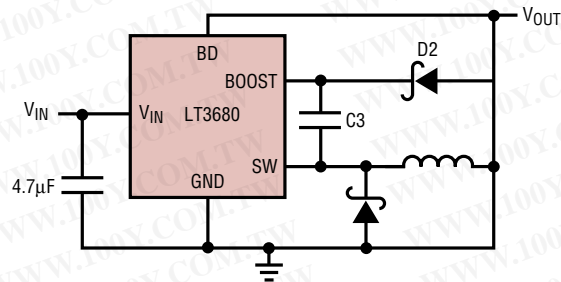 VOUT
BD
D2
BOOST
VIN
VIN
LT3680
C3
SW
4.7µF
GND
WWW.100Y.COM.TW